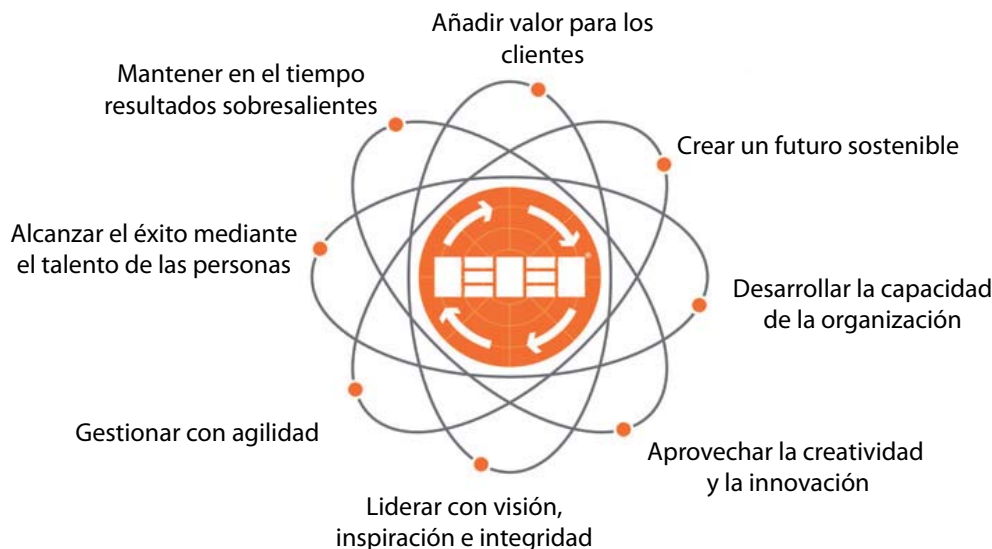 Añadir valor para los
clientes
Mantener en el tiempo
resultados sobresalientes
Crear un futuro sostenible
Alcanzar el éxito mediante
el talento de las personas
Desarrollar la capacidad
de la organización
Gestionar con agilidad
Aprovechar la creatividad
y la innovación
Liderar con visión,
inspiración e integridad